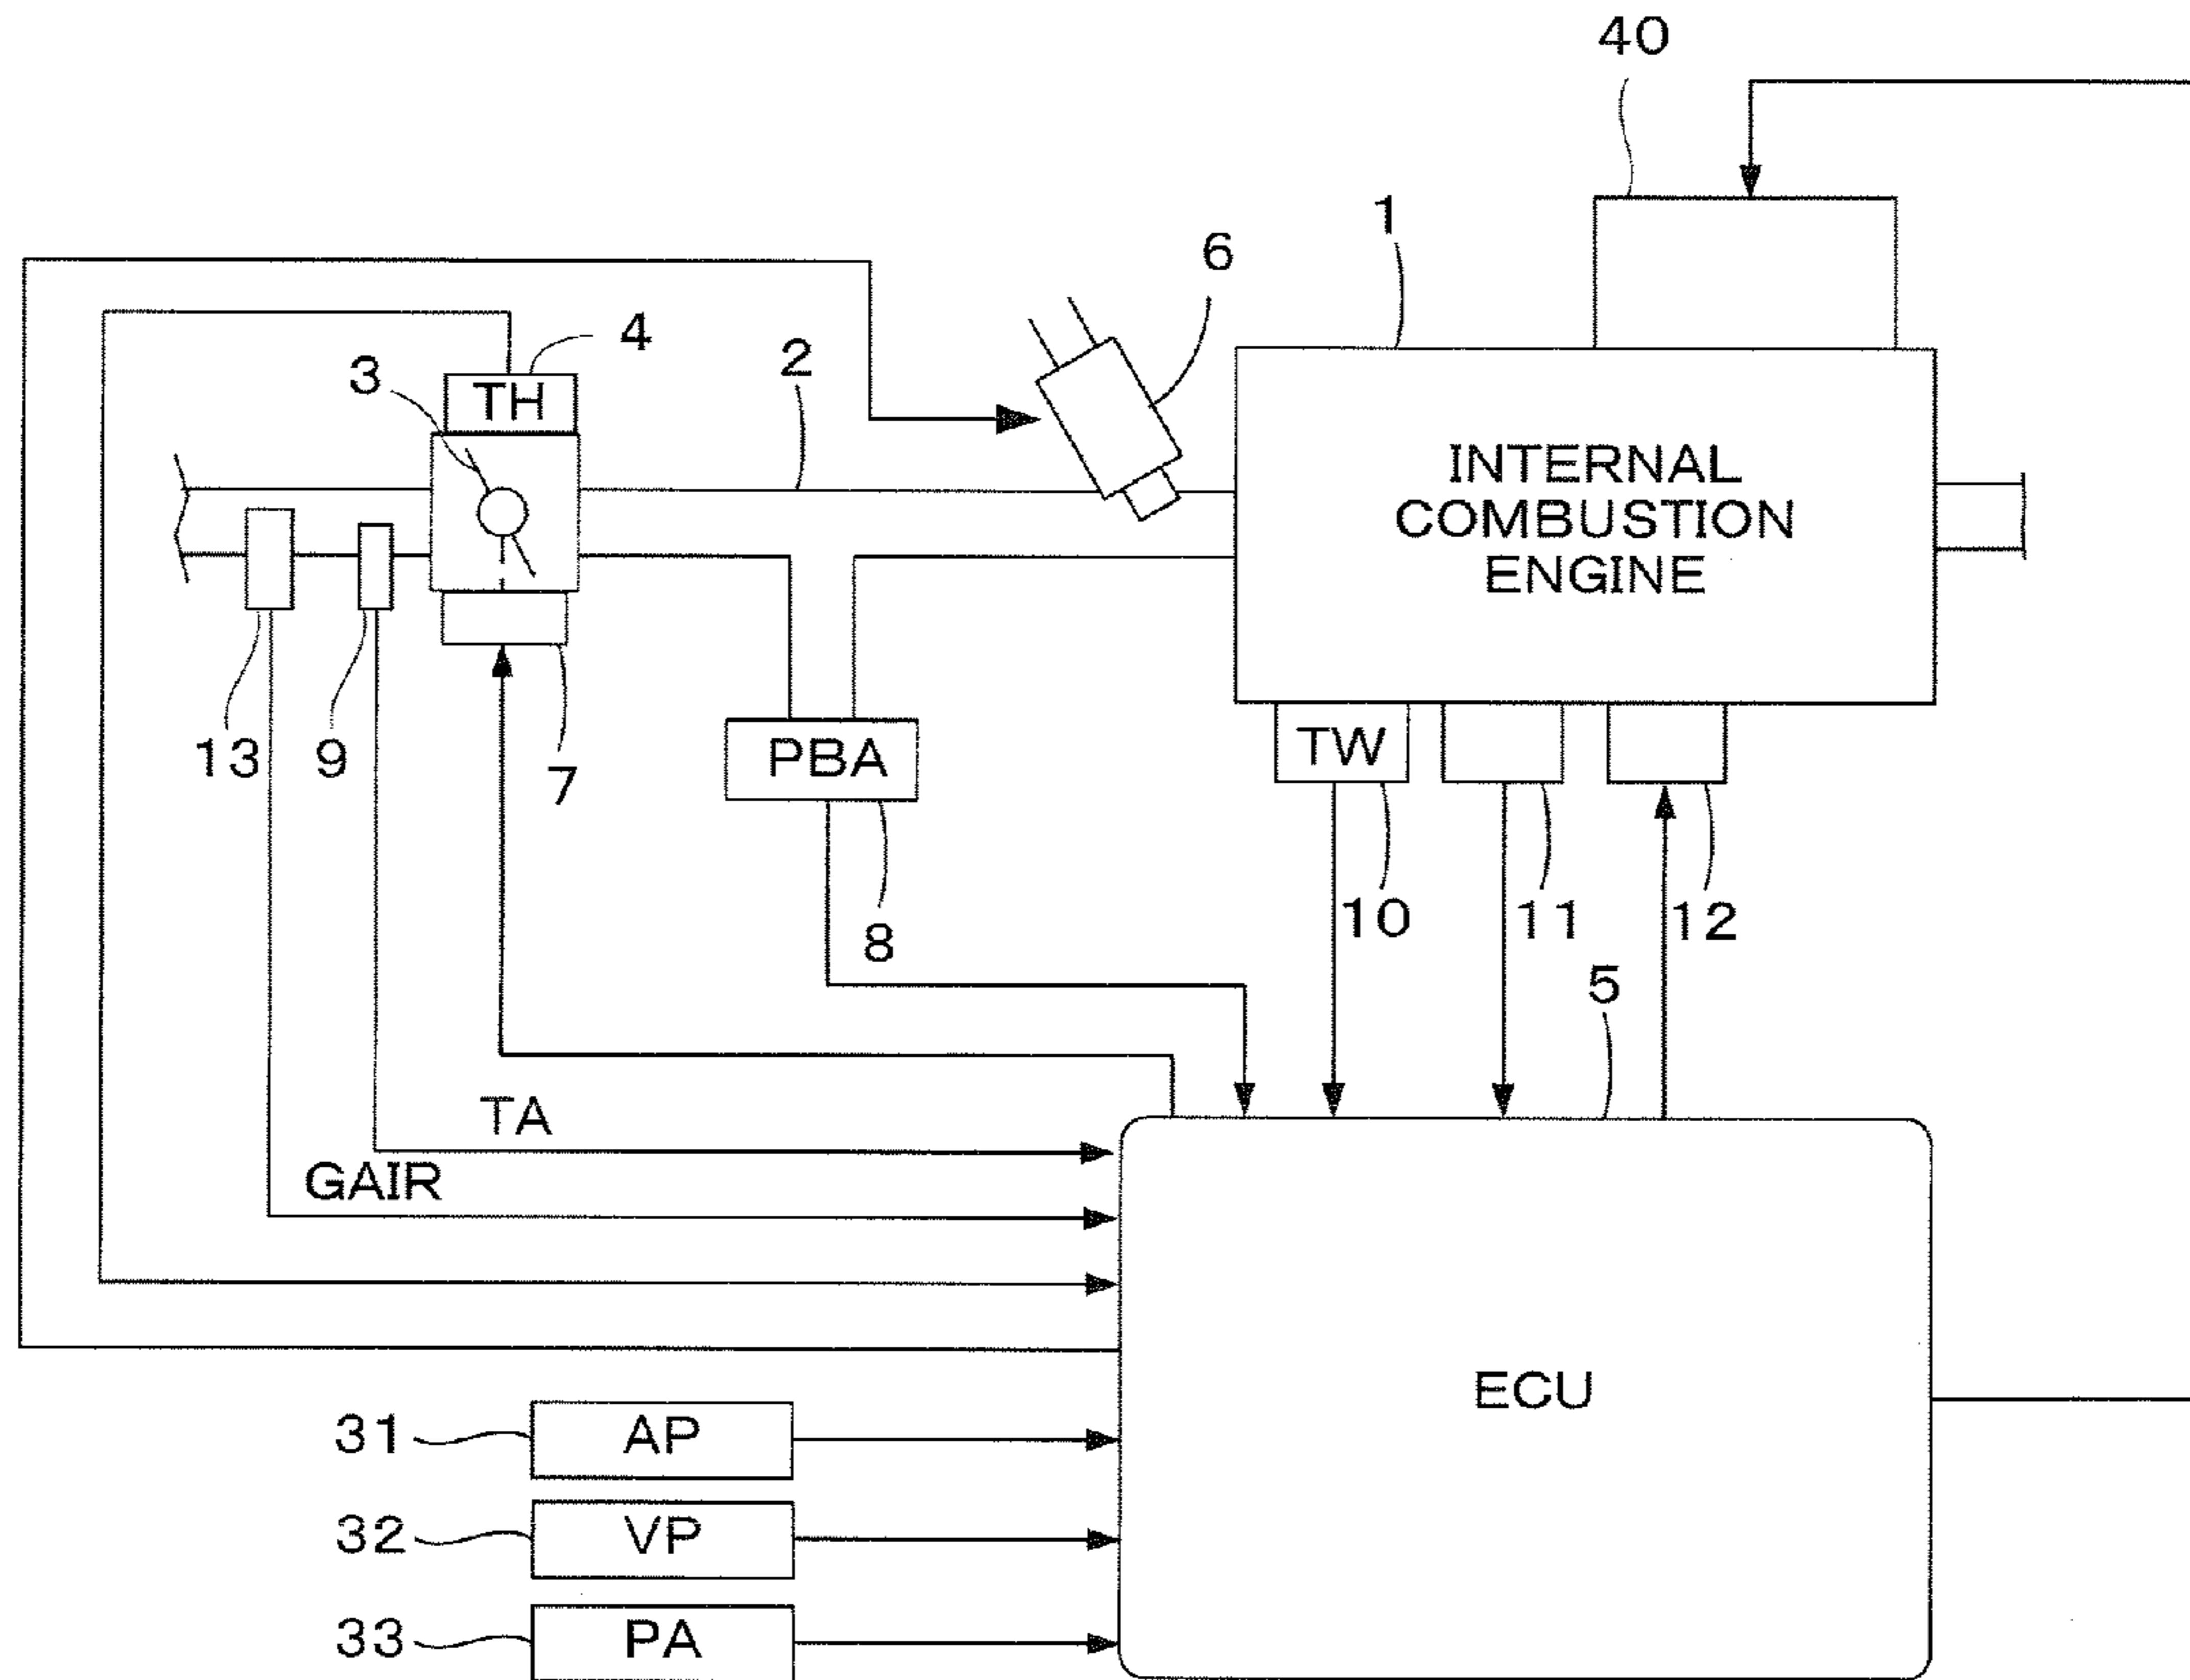 40
1
6
4
2
3
TH
INTERNAL
COMBUSTION
ENGINE
13
9
7
PBA
TW
8
10
11
12
5
TA
GAIR
ECU
31
AP
32
VP
33
PA